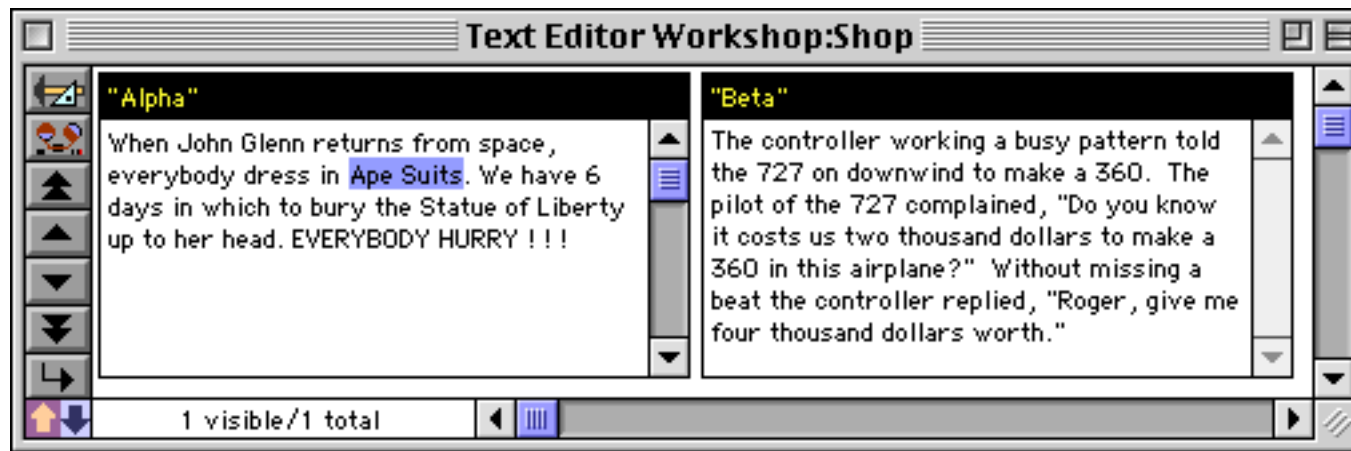 Text Editor Workshop:Shop
"Alpha"
When John Glenn returns from space,
everybody dress in Ape Suits. We have 6
days in which to bury the Statue of Liberty
up to her head. EVERYBODY HURRY ! ! !
"Beta"
The controller working a busy pattern told
the 727 on downwind to make a 360.  The
pilot of the 727 complained, "Do you know
it costs us two thousand dollars to make a
360 in this airplane?"  Without missing a
beat the controller replied, "Roger, give me
four thousand dollars worth."
1 visible/1 total